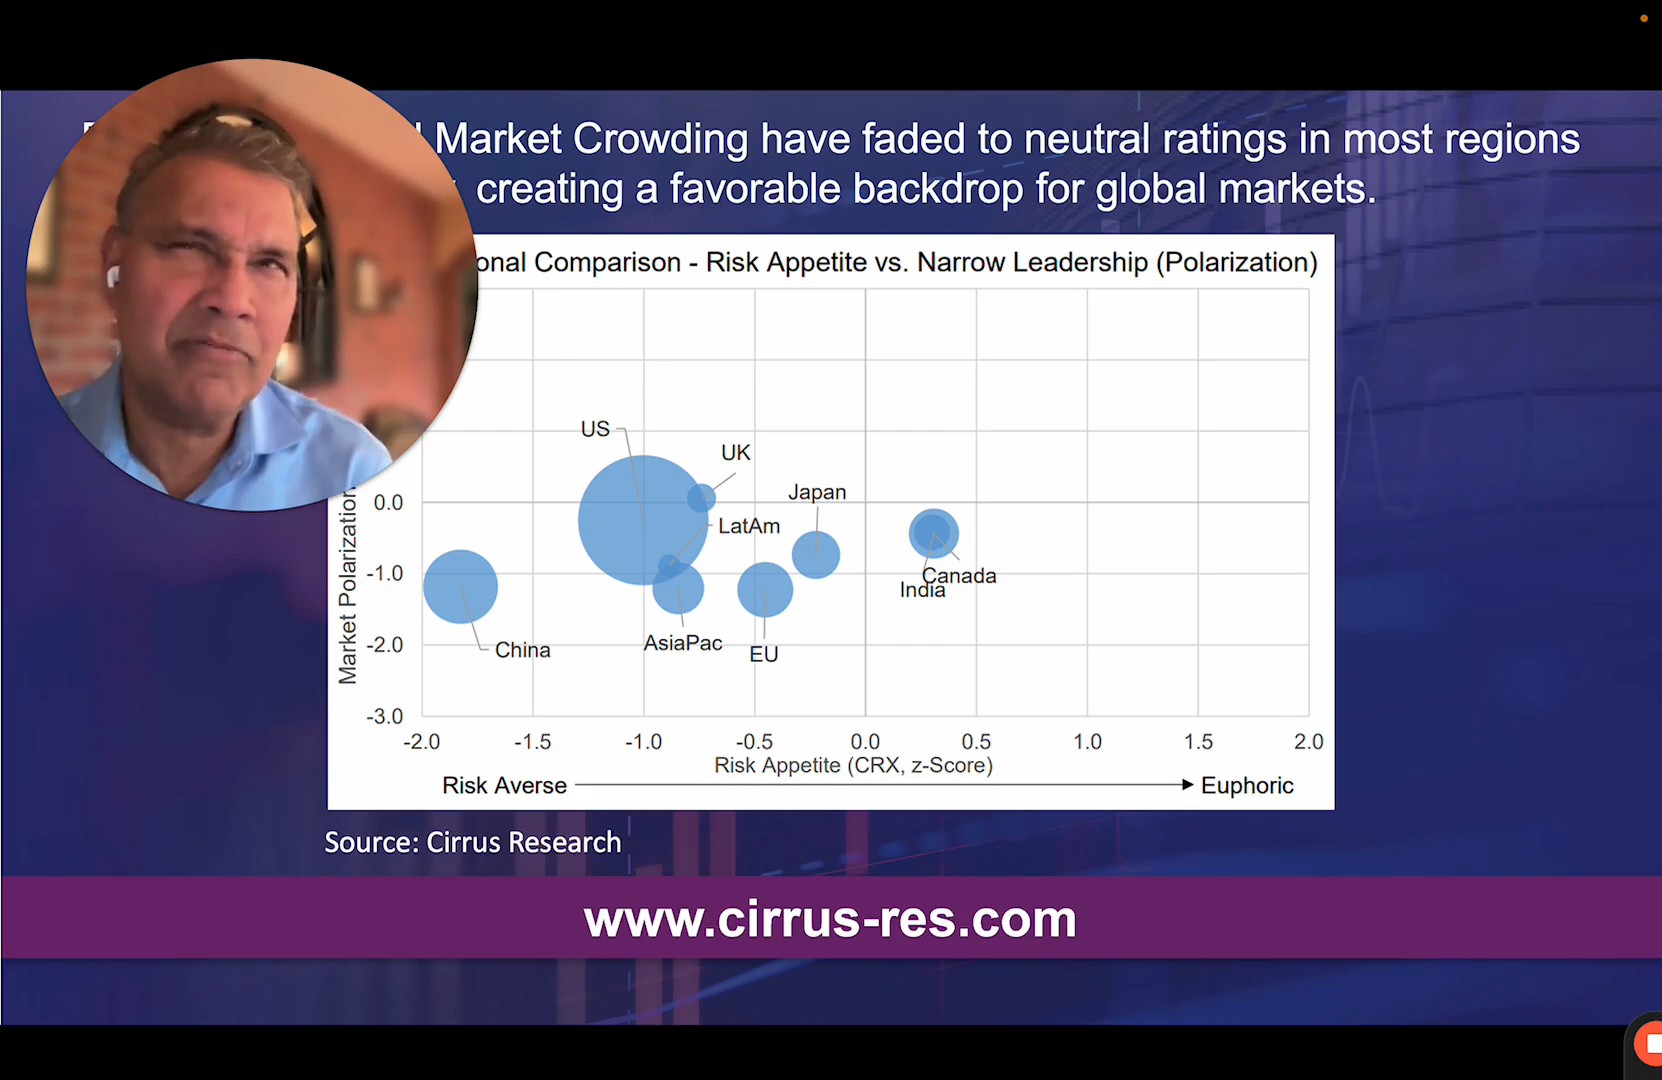 Market Crowding have faded to neutral ratings in most regions
creating a favorable backdrop for global markets.
onal Comparison - Risk Appetite vs. Narrow Leadership (Polarization)
US
UK
Japan
LatAm
Canada
India
China
AsiaPac
EU
Market Polarization
0.0
-1.0
-2.0
-3.0
-2.0 -1.5 -1.0 -0.5 0.0 0.5 1.0 1.5 2.0
Risk Appetite (CRX, z-Score)
Risk Averse Euphoric
Source: Cirrus Research
www.cirrus-res.com